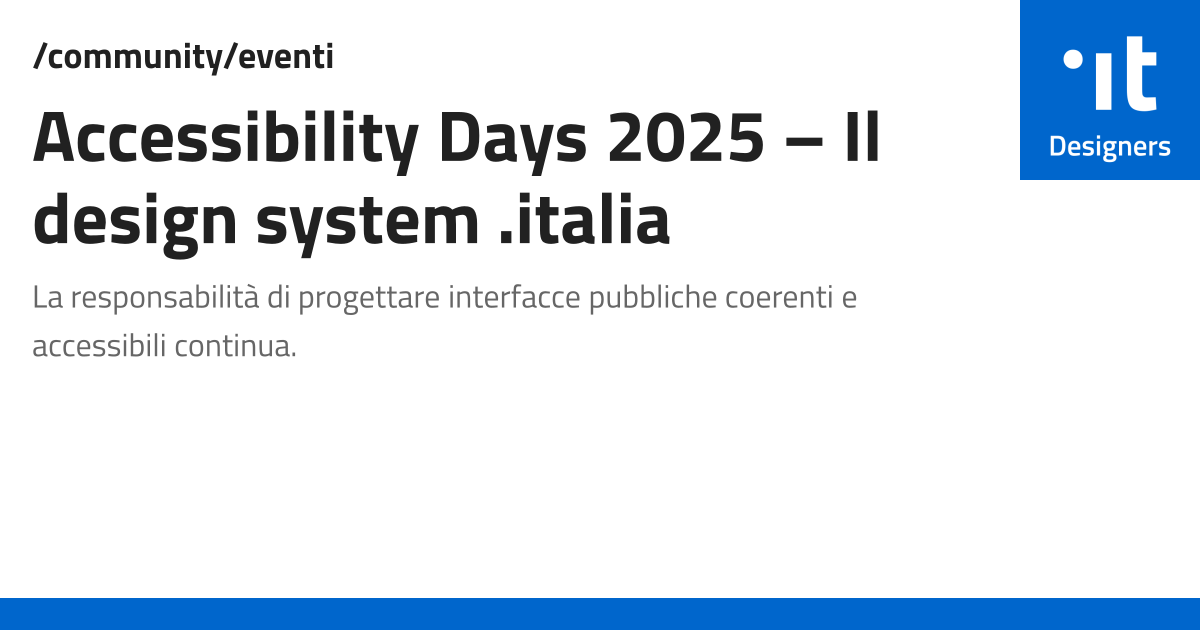 /community/eventi
Accessibility Days 2025 – Il
design system .italia
La responsabilità di progettare interfacce pubbliche coerenti e
accessibili continua.
it
Designers